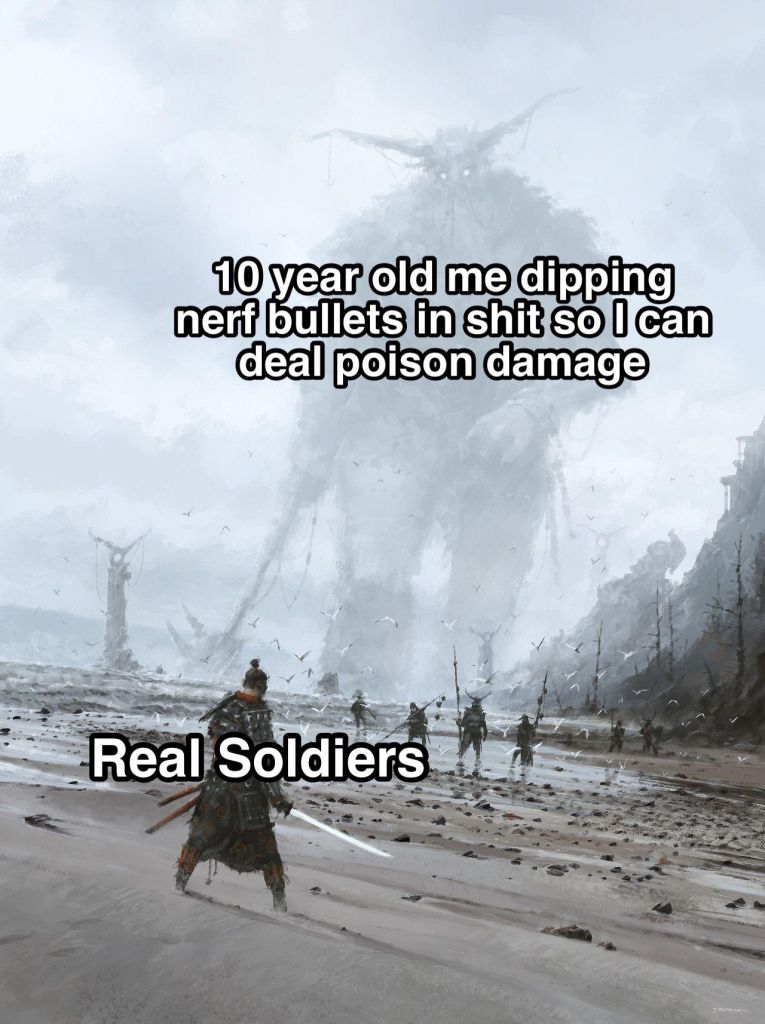 10 year old me dipping
nerf bullets in shit so I can
deal poison damage
Real Soldiers